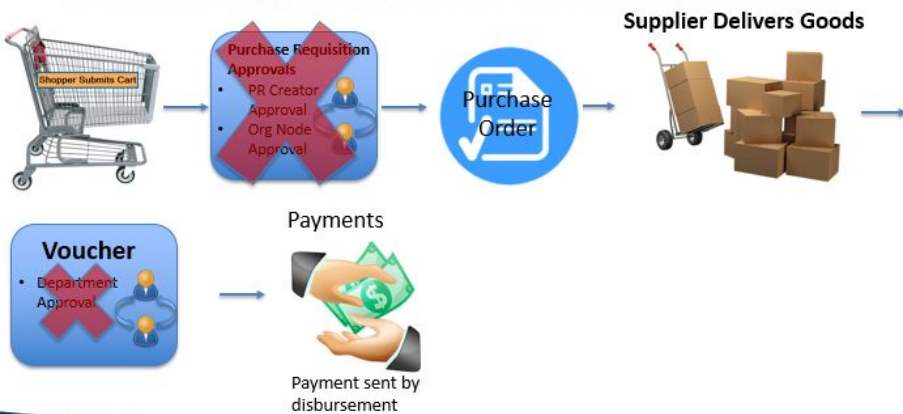 Supplier Delivers Goods
Shopper Submits Cart
Purchase Requisition
Approvals
• PR Creator
Approval
• Org Node
Approval
Purchase
Order
Voucher
• Department
Approval
Payments
Payment sent by
disbursement